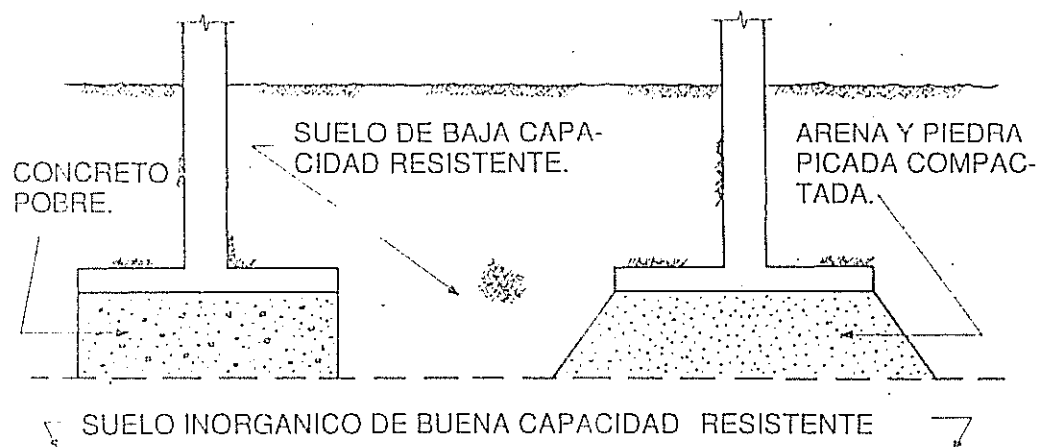 SUELO DE BAJA CAPA-
CIDAD RESISTENTE.
CONCRETO
POBRE.
ARENA Y PIEDRA
PICADA COMPAC-
TADA.
SUELO INORGANICO DE BUENA CAPACIDAD RESISTENTE